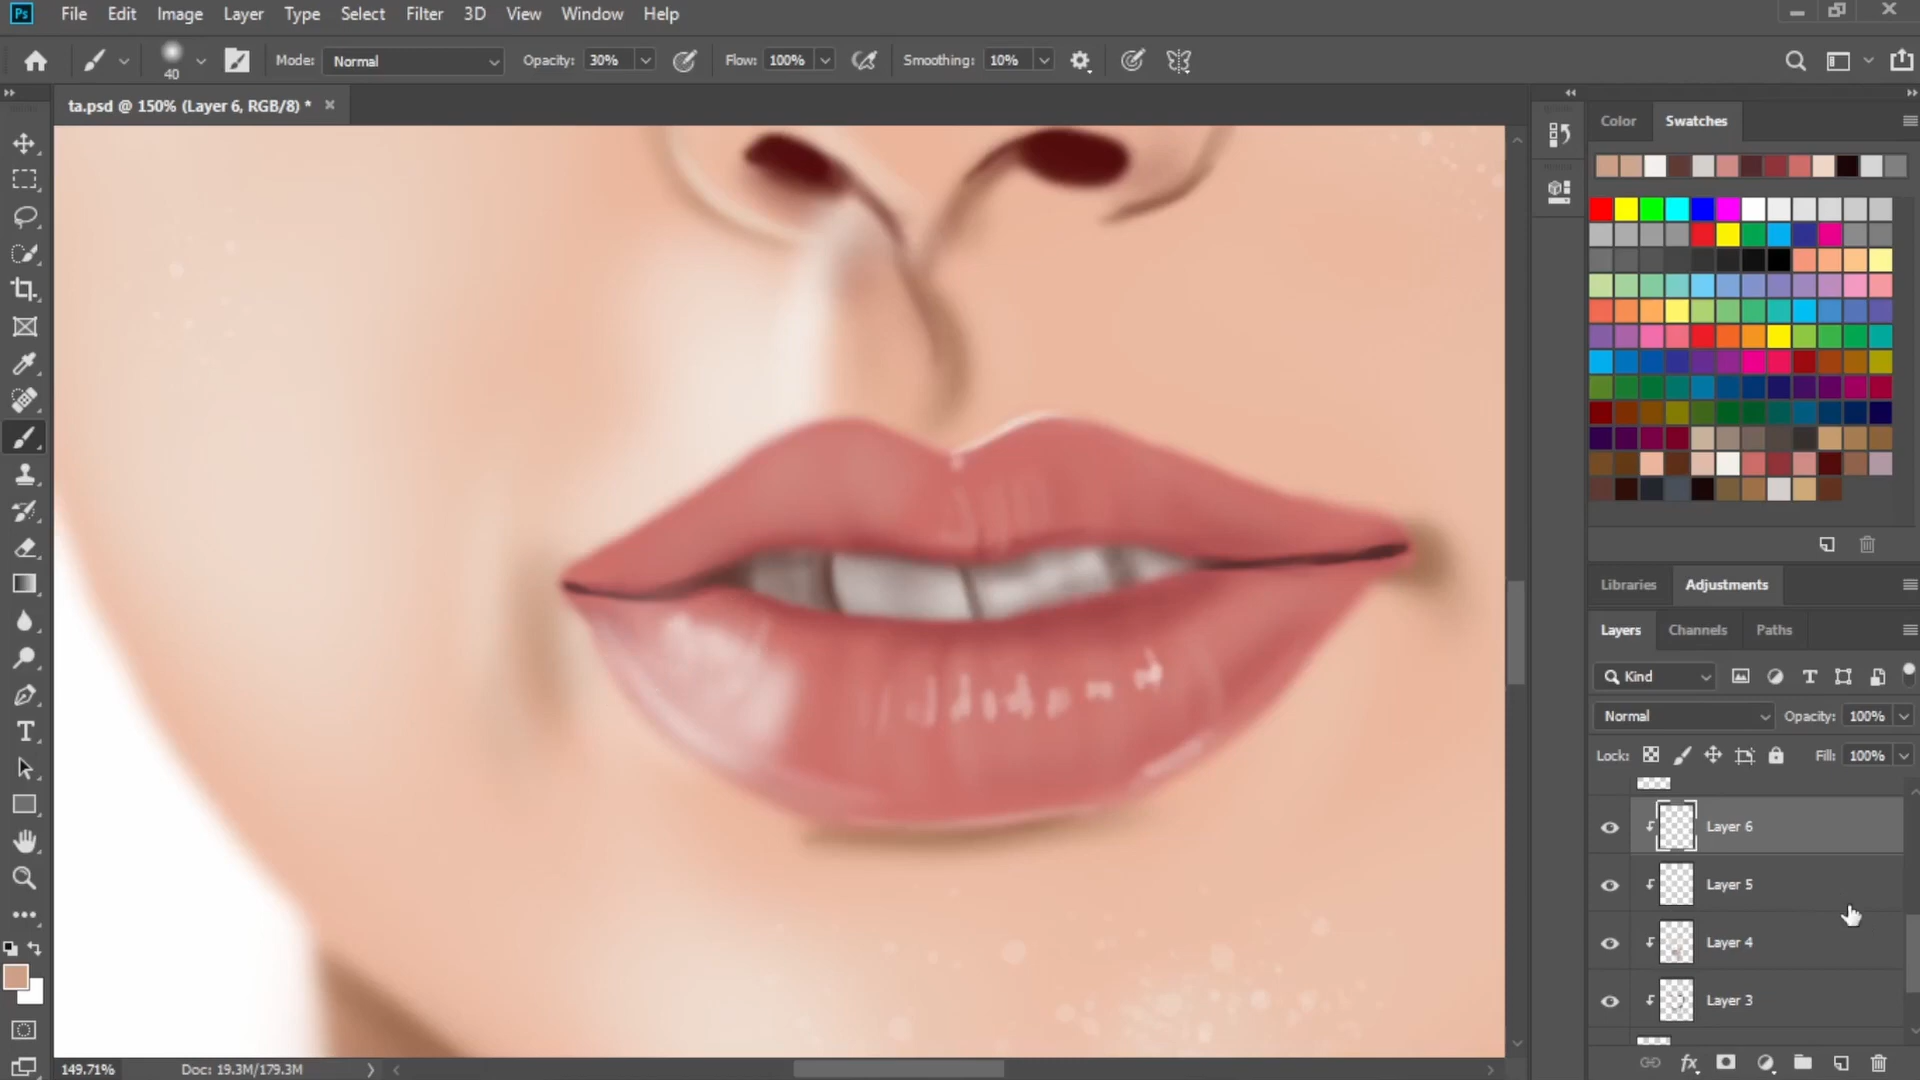 Ps File Edit Image Layer Type Select Filter 3D View Window Help
40 Mode: Normal Opacity: 30% Flow: 100% Smoothing: 10%
ta.psd @ 150% (Layer 6, RGB/8) *
Color Swatches
Libraries Adjustments
Layers Channels Paths
Kind
Normal Opacity: 100%
Lock: Fill: 100%
Layer 6
Layer 5
Layer 4
Layer 3
149.71% Doc: 19.3M/179.3M